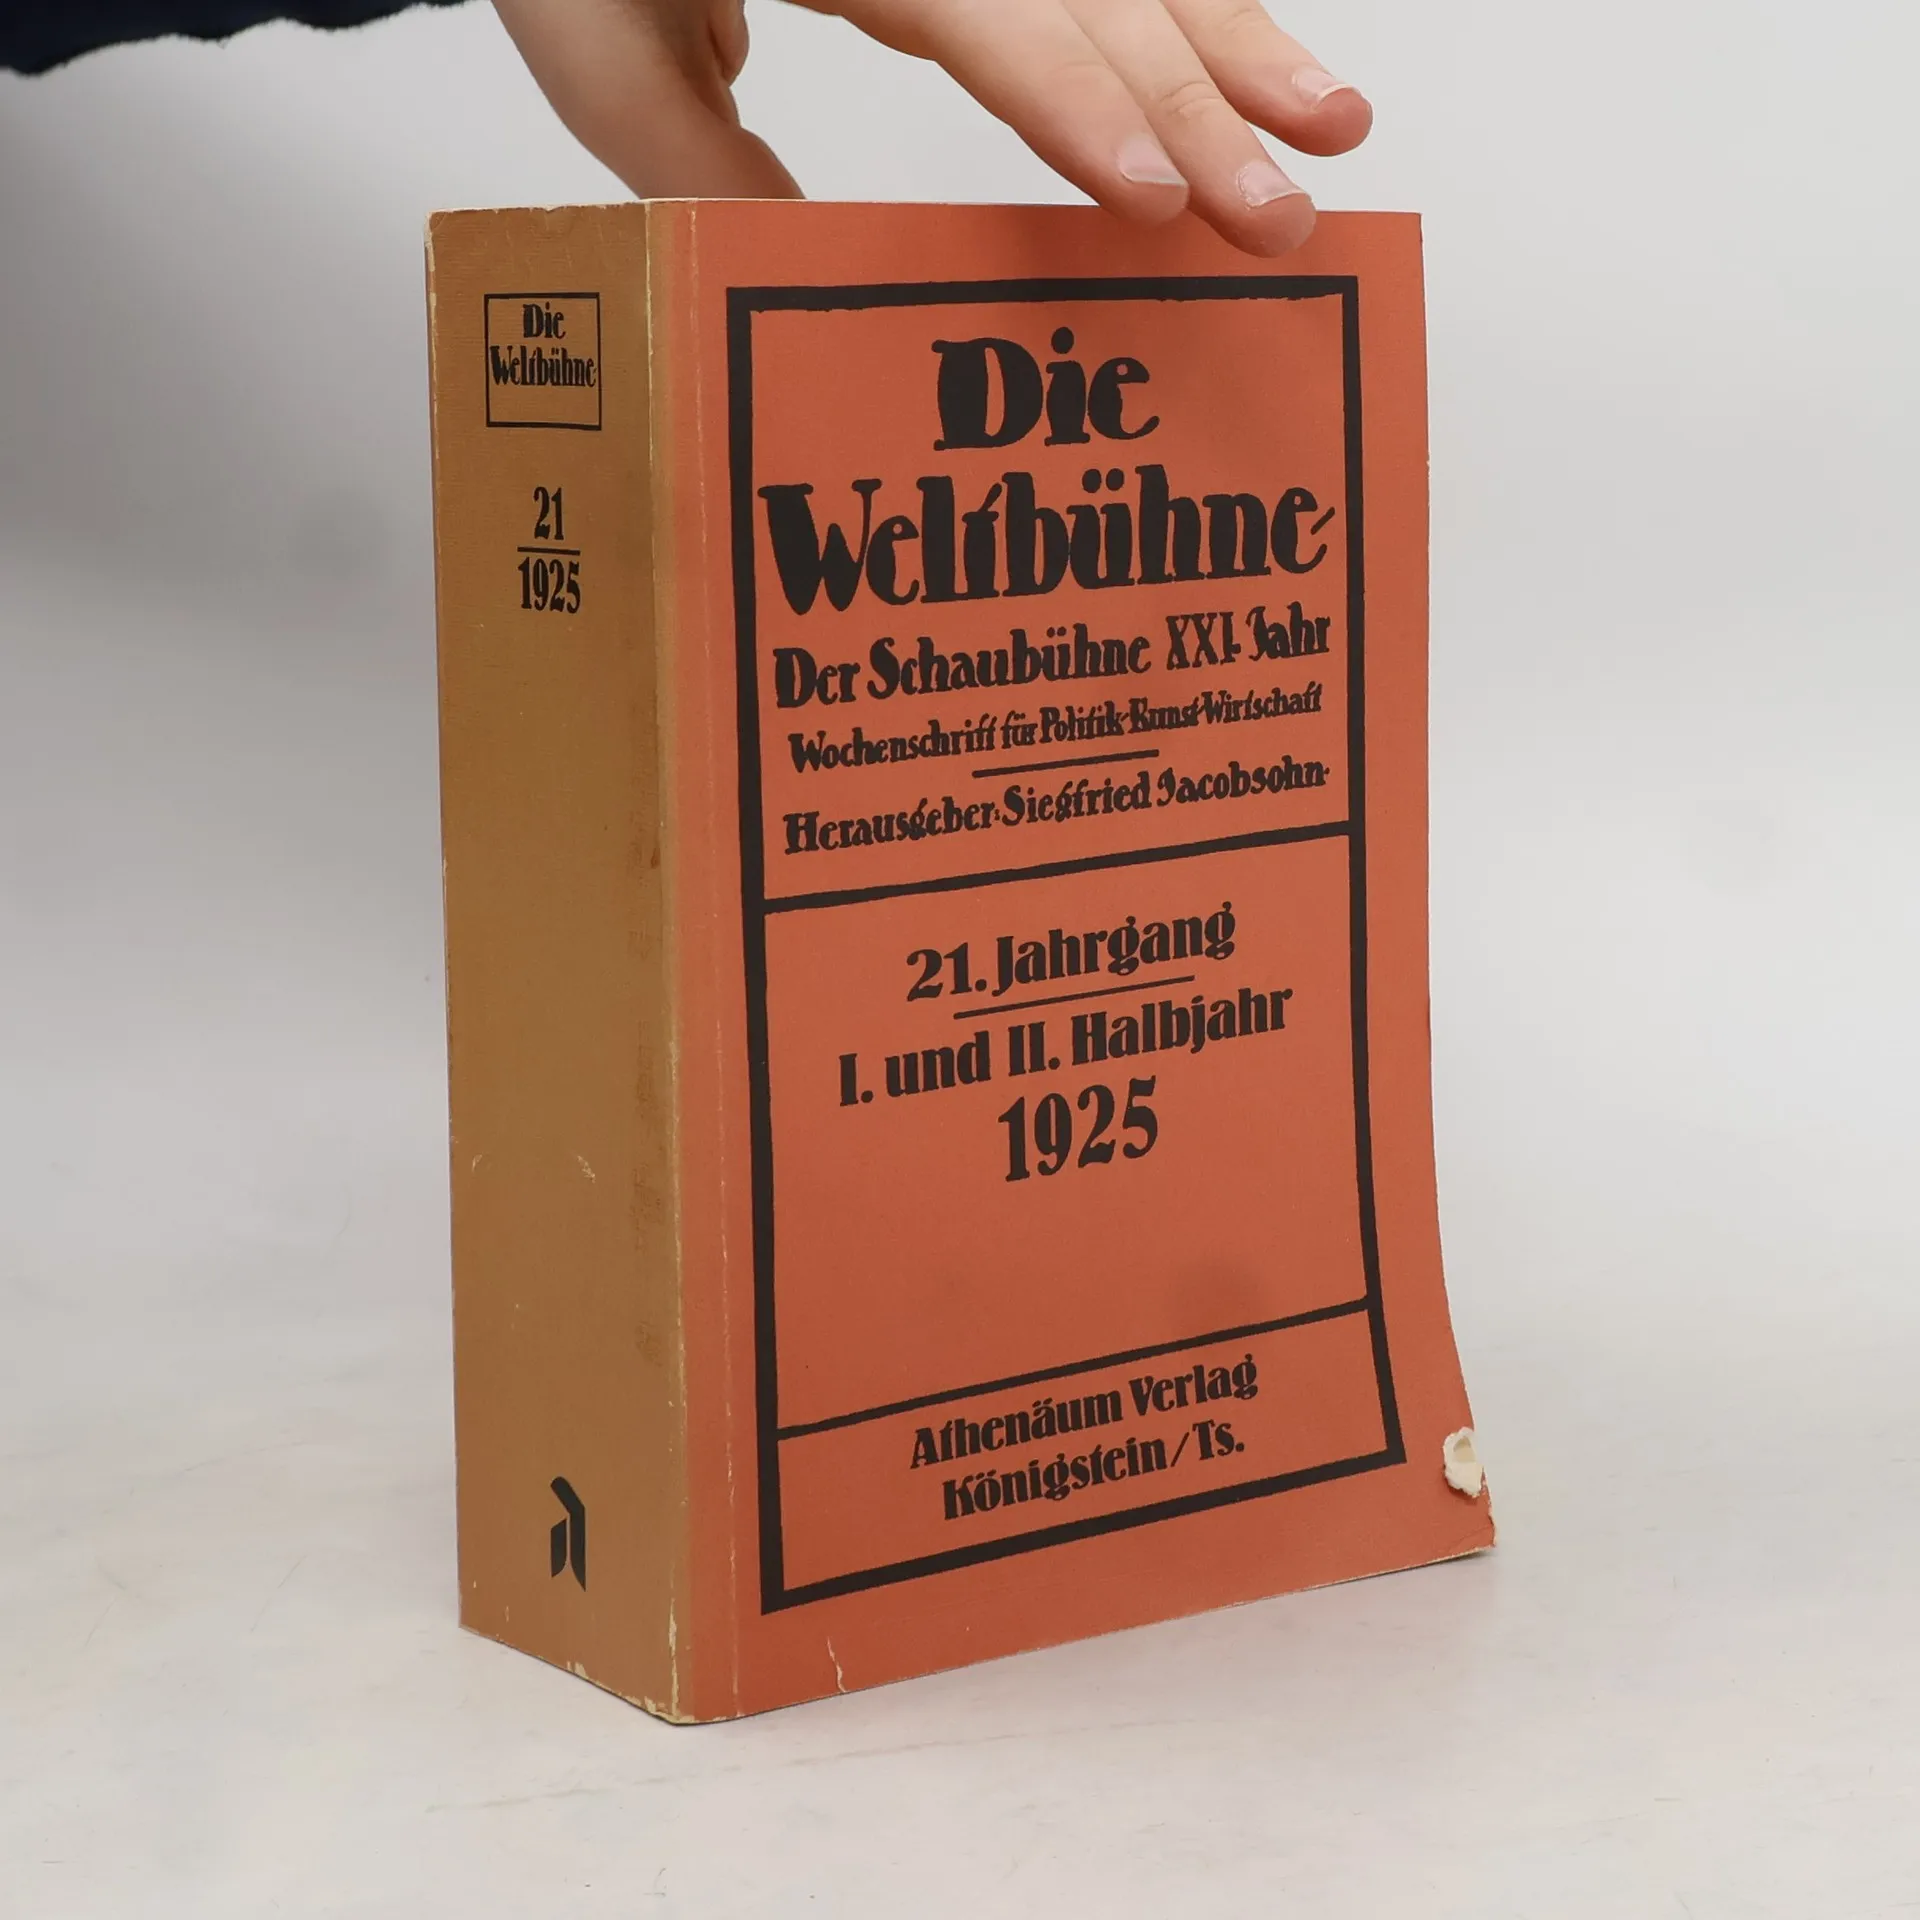 Die
Weltbühne
21
1925
Die
Weltbühne
Der Schaubühne XXI. Jahr
Wochenschrift für Politik-Kunst-Wirtschaft
Herausgeber: Siegfried Jacobsohn
21. Jahrgang
I. und II. Halbjahr
1925
Athenäum Verlag
Königstein/Ts.